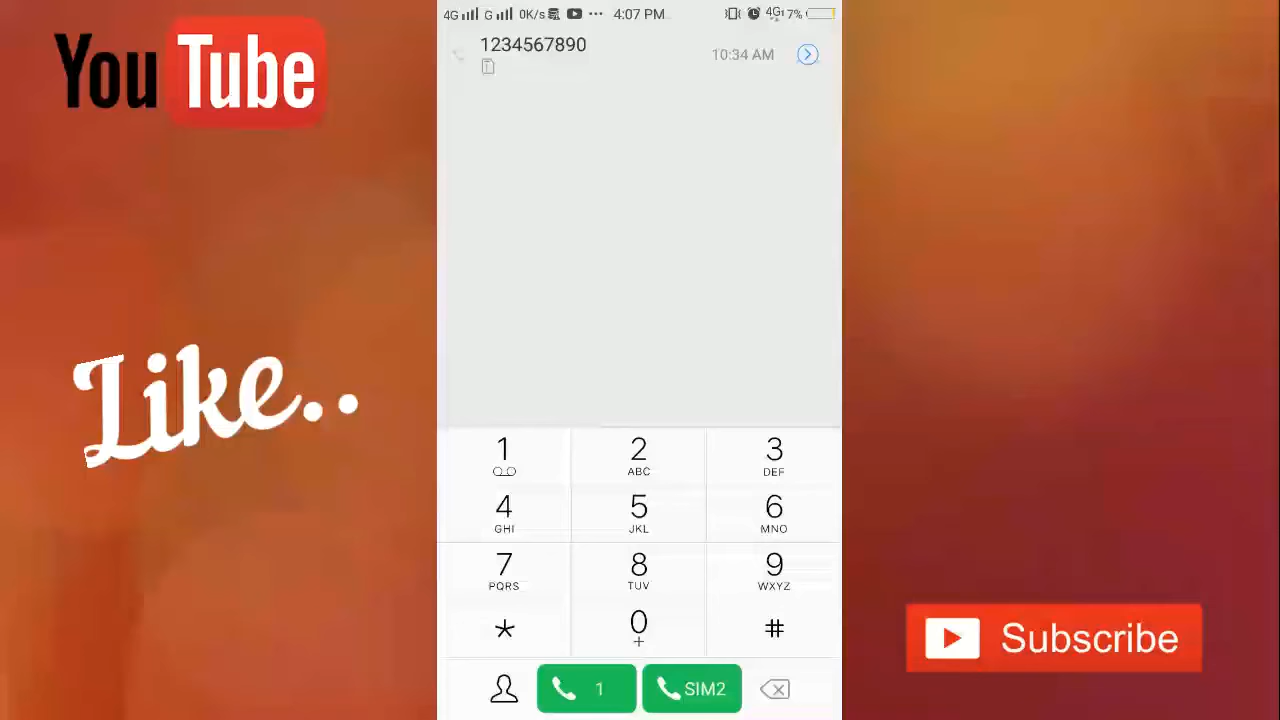 YouTube
4G G 0K/s ... 4:07 PM 4G 17%
1234567890
10:34 AM
Like..
1 2 3
ABC DEF
4 5 6
GHI JKL MNO
7 8 9
PQRS TUV WXYZ
* 0 #
+
1 SIM2
Subscribe